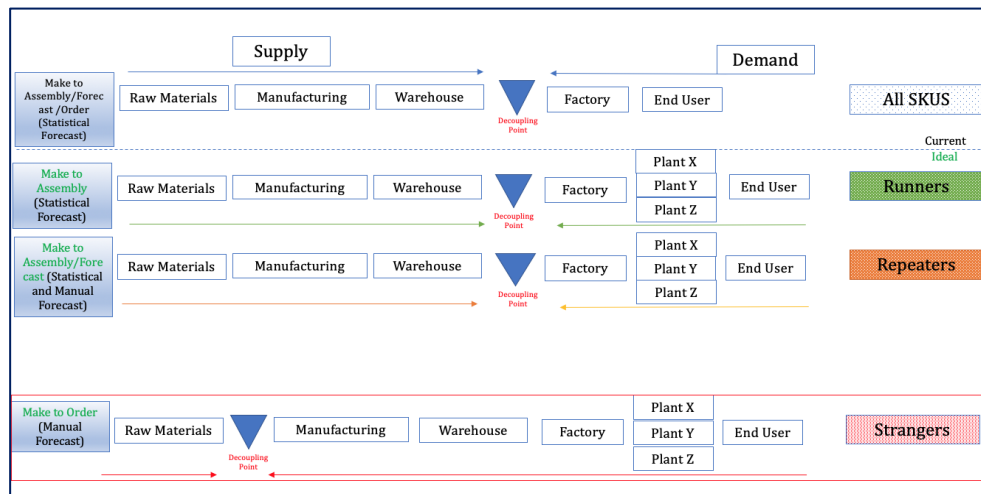 Supply
Demand
Make to
Assembly/Forec
ast /Order
(Statistical
Forecast)
Raw Materials
Manufacturing
Warehouse
Decoupling
Point
Factory
End User
All SKUS
Current
Ideal
Make to
Assembly
(Statistical
Forecast)
Raw Materials
Manufacturing
Warehouse
Decoupling
Point
Factory
Plant X
Plant Y
Plant Z
End User
Runners
Make to
Assembly/Fore
cast (Statistical
and Manual
Forecast)
Raw Materials
Manufacturing
Warehouse
Decoupling
Point
Factory
Plant X
Plant Y
Plant Z
End User
Repeaters
Make to Order
(Manual
Forecast)
Raw Materials
Decoupling
Point
Manufacturing
Warehouse
Factory
Plant X
Plant Y
Plant Z
End User
Strangers